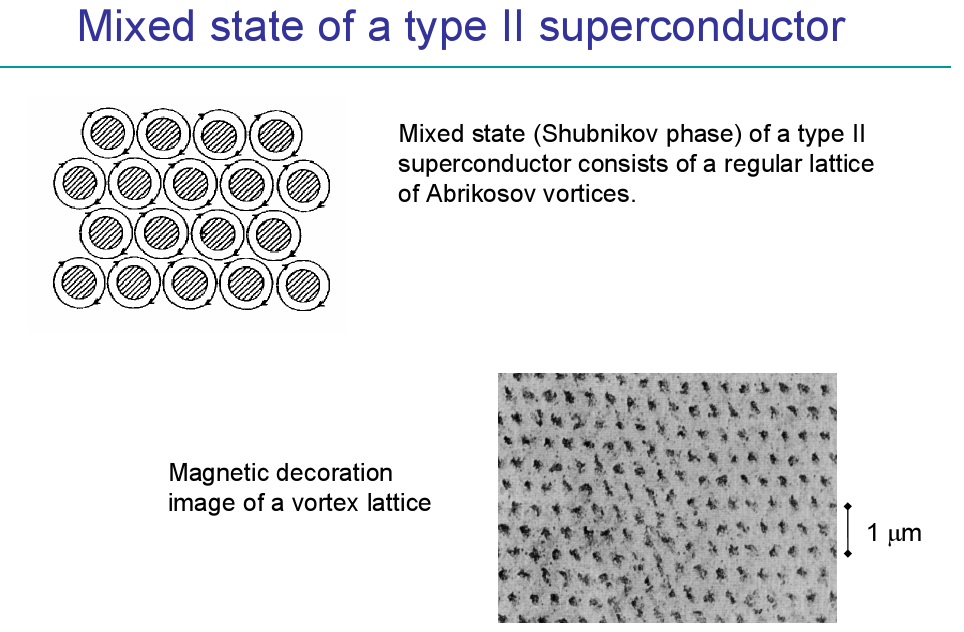 Mixed state of a type II superconductor
Mixed state (Shubnikov phase) of a type II
superconductor consists of a regular lattice
of Abrikosov vortices.
Magnetic decoration
image of a vortex lattice
1 μm